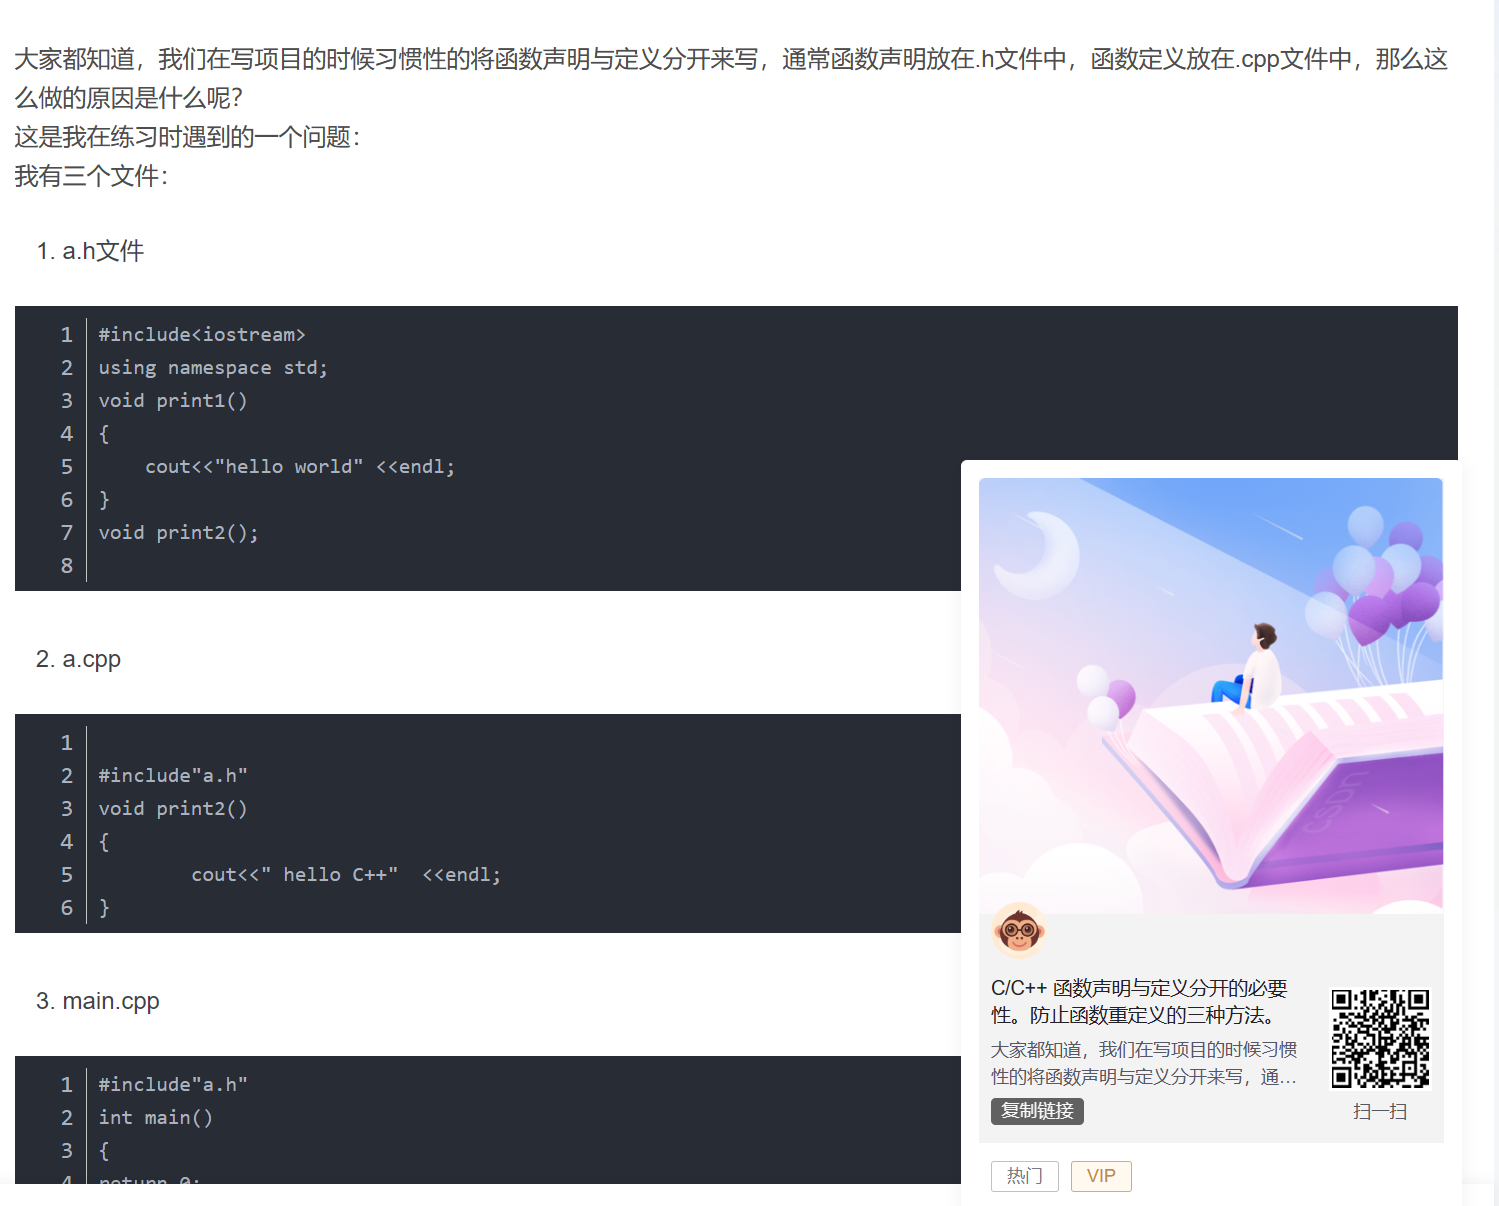 大家都知道，我们在写项目的时候习惯性的将函数声明与定义分开来写，通常函数声明放在.h文件中，函数定义放在.cpp文件中，那么这
么做的原因是什么呢？
这是我在练习时遇到的一个问题：
我有三个文件：
1. a.h文件
1 #include<iostream>
2 using namespace std;
3 void print1()
4 {
5     cout<<"hello world" <<endl;
6 }
7 void print2();
8
2. a.cpp
1
2 #include"a.h"
3 void print2()
4 {
5         cout<<" hello C++"  <<endl;
6 }
3. main.cpp
1 #include"a.h"
2 int main()
3 {
4 return 0;
CSDN
C/C++ 函数声明与定义分开的必要
性。防止函数重定义的三种方法。
大家都知道，我们在写项目的时候习惯
性的将函数声明与定义分开来写，通...
复制链接
扫一扫
热门
VIP